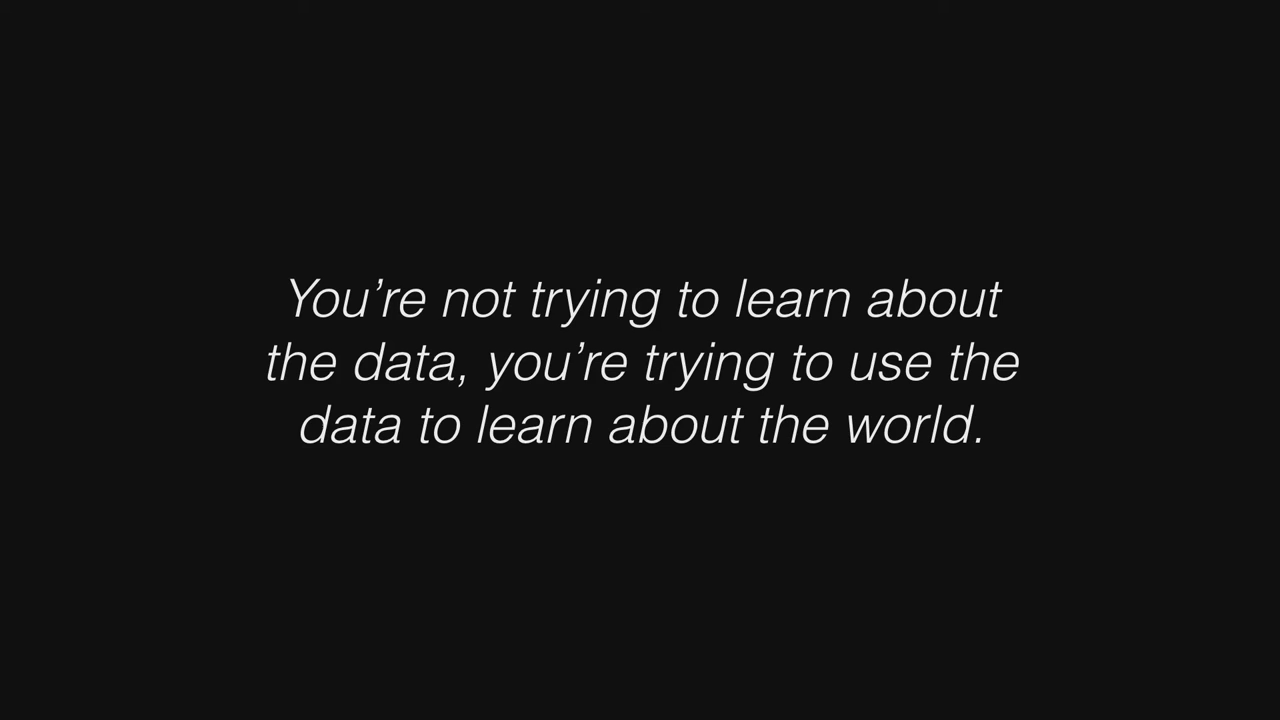 You’re not trying to learn about
the data, you’re trying to use the
data to learn about the world.